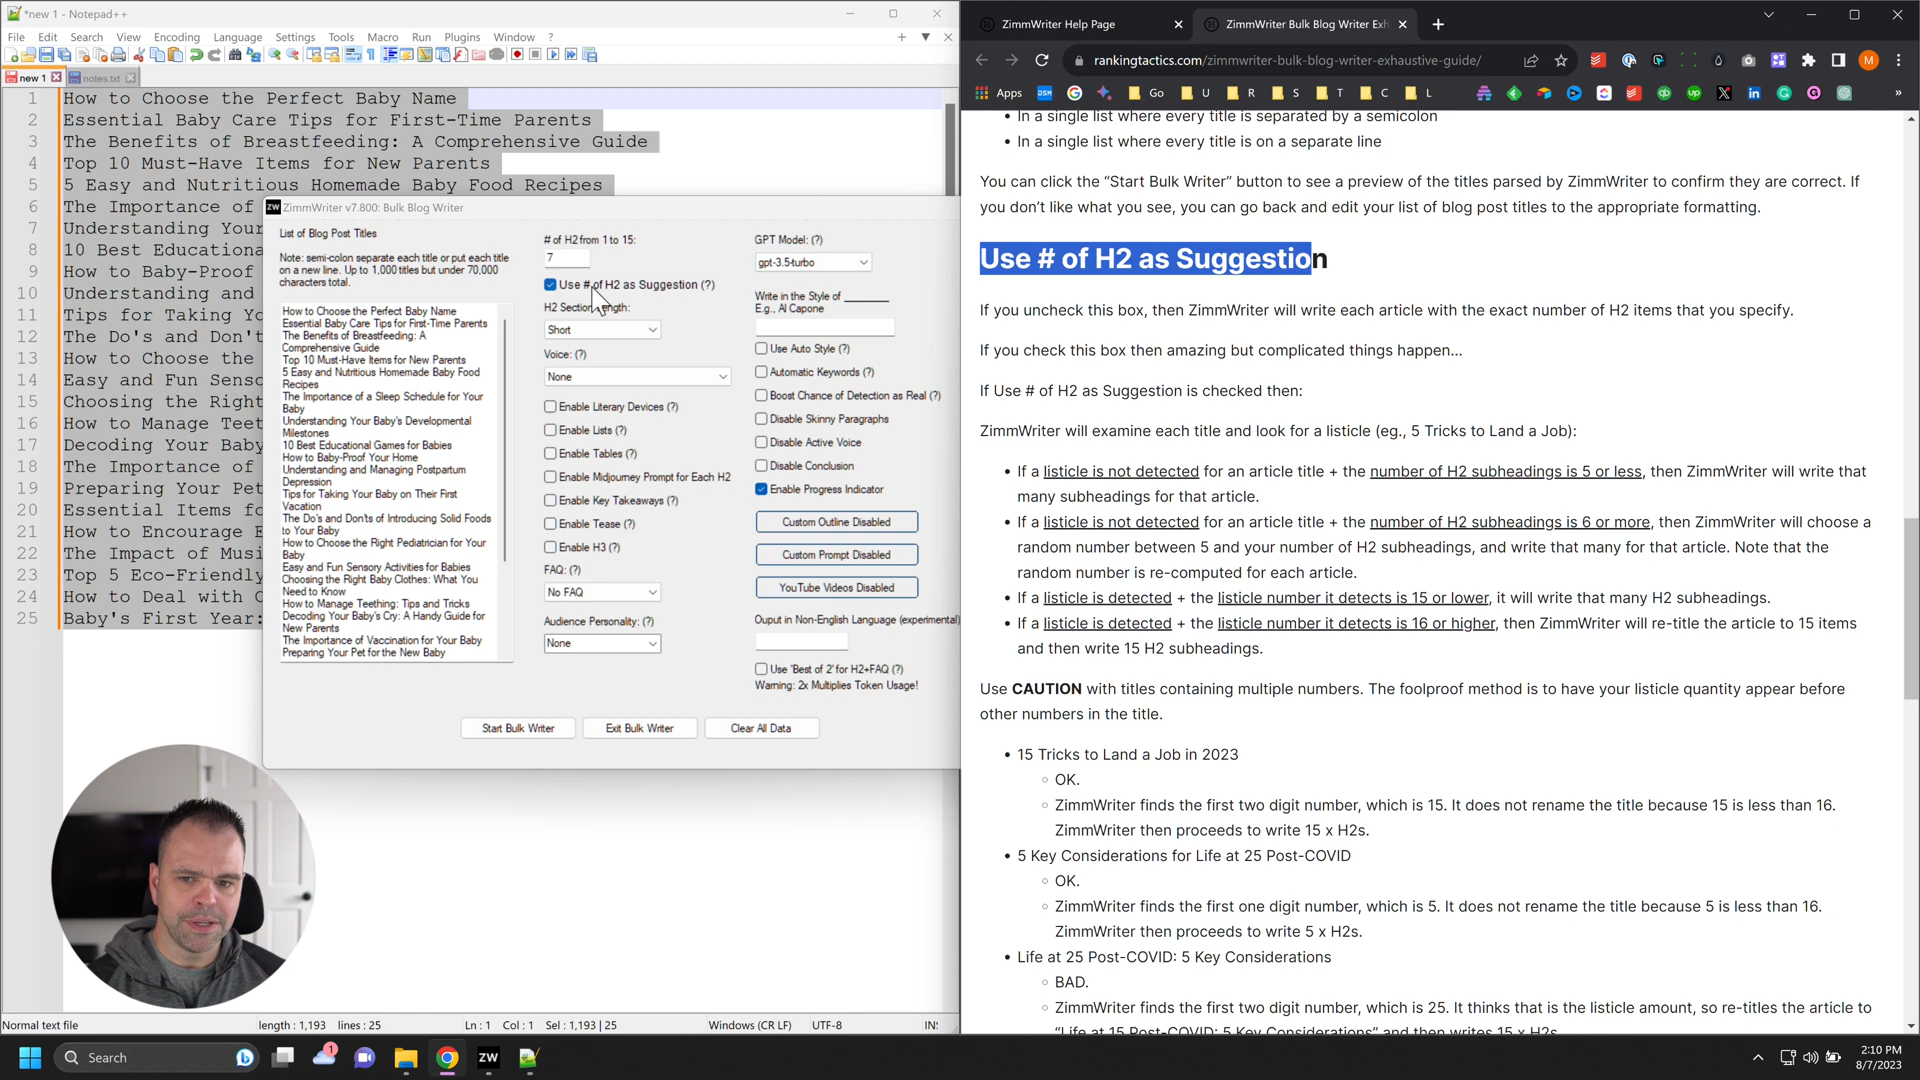 *new 1 - Notepad++
File Edit Search View Encoding Language Settings Tools Macro Run Plugins Window ?
new 1 notes.txt
1 How to Choose the Perfect Baby Name
2 Essential Baby Care Tips for First-Time Parents
3 The Benefits of Breastfeeding: A Comprehensive Guide
4 Top 10 Must-Have Items for New Parents
5 5 Easy and Nutritious Homemade Baby Food Recipes
6 The Importance of
7 Understanding Your
8 10 Best Educationa
9 How to Baby-Proof
10 Understanding and
11 Tips for Taking Yo
12 The Do's and Don't
13 How to Choose the
14 Easy and Fun Senso
15 Choosing the Right
16 How to Manage Teet
17 Decoding Your Baby
18 The Importance of
19 Preparing Your Pet
20 Essential Items fo
21 How to Encourage E
22 The Impact of Musi
23 Top 5 Eco-Friendly
24 How to Deal with C
25 Baby's First Year:
ZW ZimmWriter v7.800: Bulk Blog Writer
List of Blog Post Titles
Note: semi-colon separate each title or put each title
on a new line. Up to 1,000 titles but under 70,000
characters total.
How to Choose the Perfect Baby Name
Essential Baby Care Tips for First-Time Parents
The Benefits of Breastfeeding: A
Comprehensive Guide
Top 10 Must-Have Items for New Parents
5 Easy and Nutritious Homemade Baby Food
Recipes
The Importance of a Sleep Schedule for Your
Baby
Understanding Your Baby's Developmental
Milestones
10 Best Educational Games for Babies
How to Baby-Proof Your Home
Understanding and Managing Postpartum
Depression
Tips for Taking Your Baby on Their First
Vacation
The Do's and Don'ts of Introducing Solid Foods
to Your Baby
How to Choose the Right Pediatrician for Your
Baby
Easy and Fun Sensory Activities for Babies
Choosing the Right Baby Clothes: What You
Need to Know
How to Manage Teething: Tips and Tricks
Decoding Your Baby's Cry: A Handy Guide for
New Parents
The Importance of Vaccination for Your Baby
Preparing Your Pet for the New Baby
# of H2 from 1 to 15:
7
Use # of H2 as Suggestion (?)
H2 Section Length:
Short
Voice: (?)
None
Enable Literary Devices (?)
Enable Lists (?)
Enable Tables (?)
Enable Midjourney Prompt for Each H2
Enable Key Takeaways (?)
Enable Tease (?)
Enable H3 (?)
FAQ: (?)
No FAQ
Audience Personality: (?)
None
GPT Model: (?)
gpt-3.5-turbo
Write in the Style of ________
E.g., Al Capone
Use Auto Style (?)
Automatic Keywords (?)
Boost Chance of Detection as Real (?)
Disable Skinny Paragraphs
Disable Active Voice
Disable Conclusion
Enable Progress Indicator
Custom Outline Disabled
Custom Prompt Disabled
YouTube Videos Disabled
Ouput in Non-English Language (experimental)
Use 'Best of 2' for H2+FAQ (?)
Warning: 2x Multiplies Token Usage!
Start Bulk Writer Exit Bulk Writer Clear All Data
Normal text file length : 1,193 lines : 25 Ln : 1 Col : 1 Sel : 1,193 | 25 Windows (CR LF) UTF-8 IN
ZimmWriter Help Page ZimmWriter Bulk Blog Writer Exh
rankingtactics.com/zimmwriter-bulk-blog-writer-exhaustive-guide/ M
Apps DSM Go U R S T C L »
• In a single list where every title is separated by a semicolon
• In a single list where every title is on a separate line
You can click the “Start Bulk Writer” button to see a preview of the titles parsed by ZimmWriter to confirm they are correct. If
you don’t like what you see, you can go back and edit your list of blog post titles to the appropriate formatting.
Use # of H2 as Suggestion
If you uncheck this box, then ZimmWriter will write each article with the exact number of H2 items that you specify.
If you check this box then amazing but complicated things happen…
If Use # of H2 as Suggestion is checked then:
ZimmWriter will examine each title and look for a listicle (eg., 5 Tricks to Land a Job):
• If a listicle is not detected for an article title + the number of H2 subheadings is 5 or less, then ZimmWriter will write that
many subheadings for that article.
• If a listicle is not detected for an article title + the number of H2 subheadings is 6 or more, then ZimmWriter will choose a
random number between 5 and your number of H2 subheadings, and write that many for that article. Note that the
random number is re-computed for each article.
• If a listicle is detected + the listicle number it detects is 15 or lower, it will write that many H2 subheadings.
• If a listicle is detected + the listicle number it detects is 16 or higher, then ZimmWriter will re-title the article to 15 items
and then write 15 H2 subheadings.
Use CAUTION with titles containing multiple numbers. The foolproof method is to have your listicle quantity appear before
other numbers in the title.
• 15 Tricks to Land a Job in 2023
◦ OK.
◦ ZimmWriter finds the first two digit number, which is 15. It does not rename the title because 15 is less than 16.
ZimmWriter then proceeds to write 15 x H2s.
• 5 Key Considerations for Life at 25 Post-COVID
◦ OK.
◦ ZimmWriter finds the first one digit number, which is 5. It does not rename the title because 5 is less than 16.
ZimmWriter then proceeds to write 5 x H2s.
• Life at 25 Post-COVID: 5 Key Considerations
◦ BAD.
◦ ZimmWriter finds the first two digit number, which is 25. It thinks that is the listicle amount, so re-titles the article to
“Life at 15 Post-COVID: 5 Key Considerations” and then writes 15 x H2s.
Search 1 ZW 2:10 PM
8/7/2023